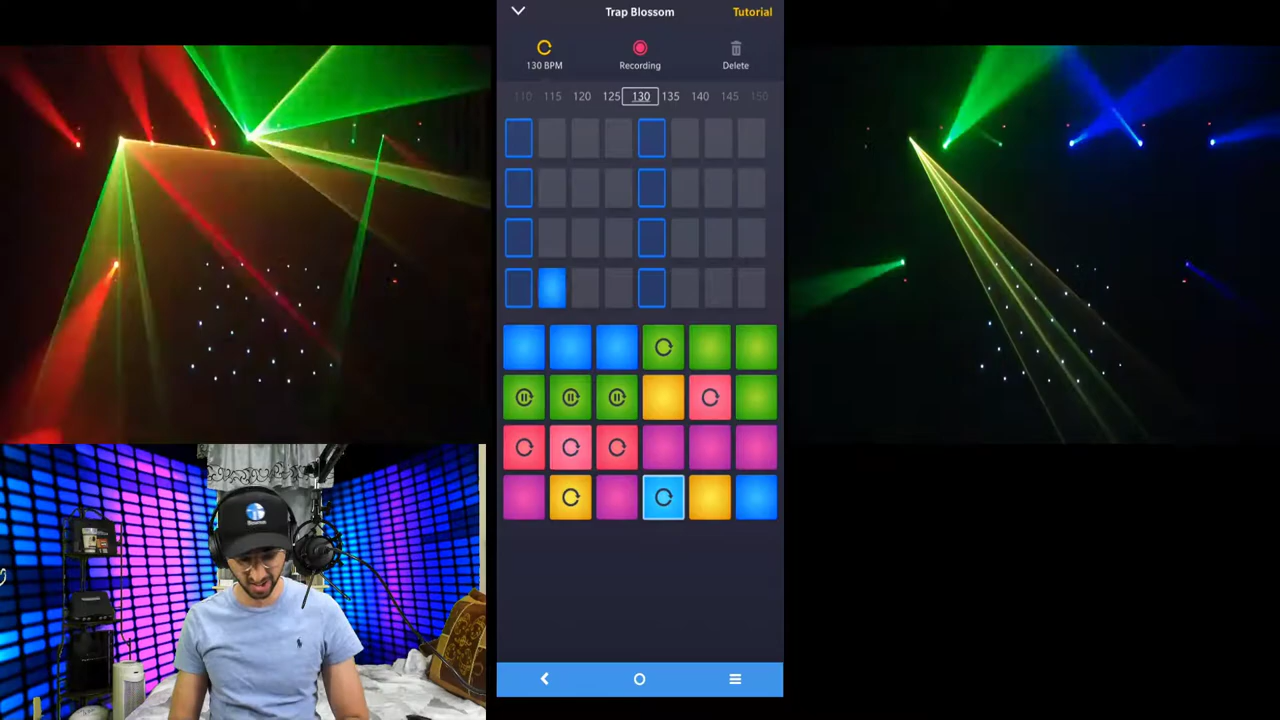 Trap Blossom
Tutorial
130 BPM
Recording
Delete
110 115 120 125 130 135 140 145 150